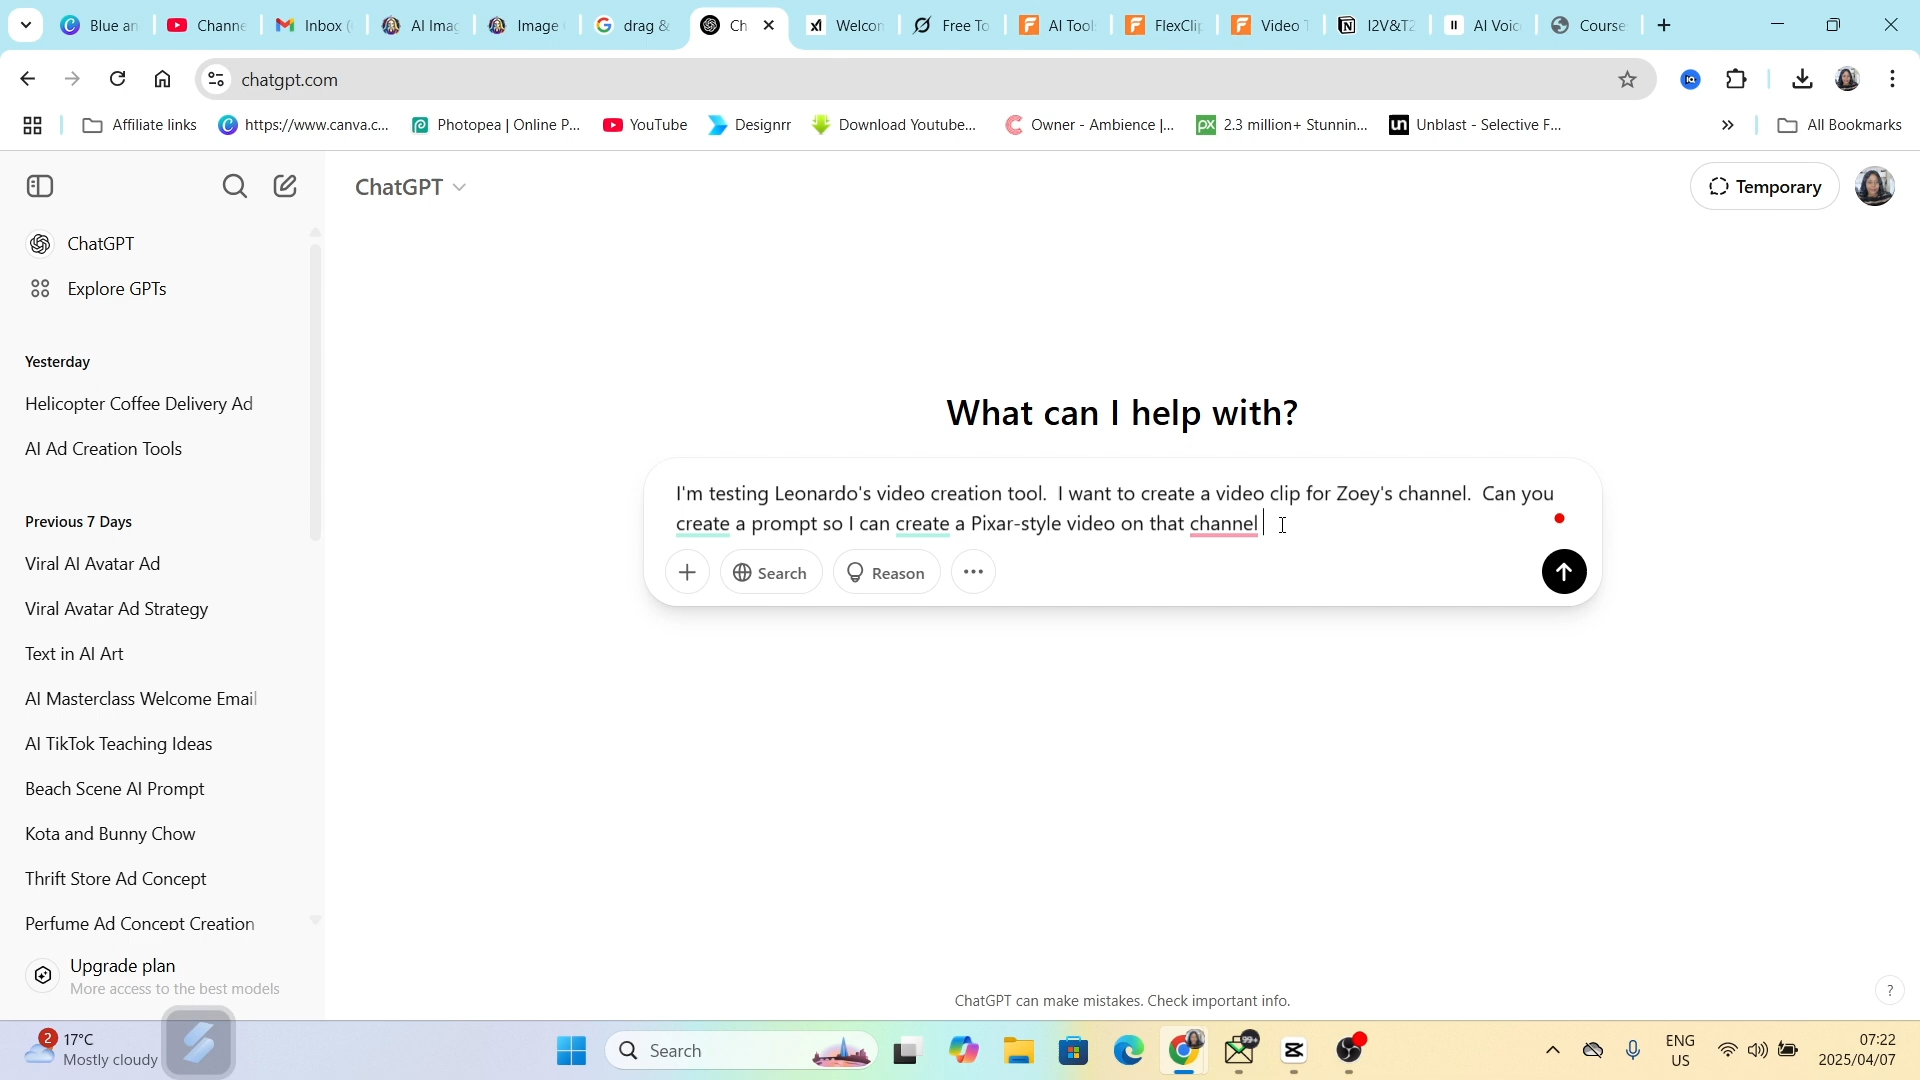 Blue an
Channe
Inbox (
AI Imag
Image
drag &
Ch
Welcon
Free To
AI Tool
FlexClip
Video T
I2V&T2
AI Voic
Course
chatgpt.com
Affiliate links
https://www.canva.c...
Photopea | Online P...
YouTube
Designrr
Download Youtube...
Owner - Ambience |...
2.3 million+ Stunnin...
Unblast - Selective F...
All Bookmarks
ChatGPT
Temporary
ChatGPT
Explore GPTs
Yesterday
Helicopter Coffee Delivery Ad
AI Ad Creation Tools
Previous 7 Days
Viral AI Avatar Ad
Viral Avatar Ad Strategy
Text in AI Art
AI Masterclass Welcome Email
AI TikTok Teaching Ideas
Beach Scene AI Prompt
Kota and Bunny Chow
Thrift Store Ad Concept
Perfume Ad Concept Creation
Upgrade plan
More access to the best models
What can I help with?
I'm testing Leonardo's video creation tool.  I want to create a video clip for Zoey's channel.  Can you
create a prompt so I can create a Pixar-style video on that channel
Search
Reason
ChatGPT can make mistakes. Check important info.
?
2
17°C
Mostly cloudy
Search
99+
ENG
US
07:22
2025/04/07